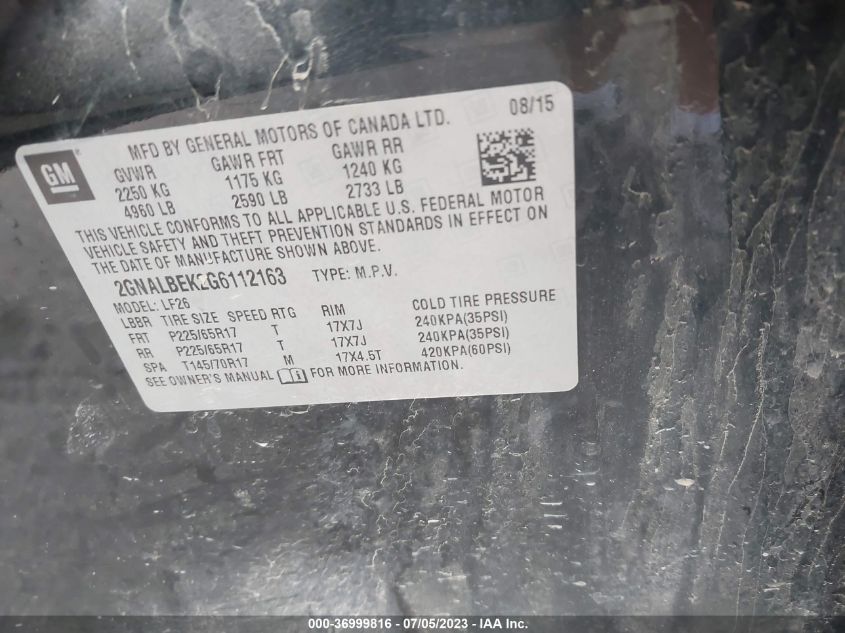 GM
MFD BY GENERAL MOTORS OF CANADA LTD. 08/15
GVWR GAWR FRT GAWR RR
2250 KG 1175 KG 1240 KG
4960 LB 2590 LB 2733 LB
THIS VEHICLE CONFORMS TO ALL APPLICABLE U.S. FEDERAL MOTOR
VEHICLE SAFETY AND THEFT PREVENTION STANDARDS IN EFFECT ON
THE DATE OF MANUFACTURE SHOWN ABOVE.
2GNALBEK2G6112163 TYPE: M.P.V.
MODEL: LF26
LBBR TIRE SIZE SPEED RTG RIM COLD TIRE PRESSURE
FRT P225/65R17 T 17X7J 240KPA(35PSI)
RR P225/65R17 T 17X7J 240KPA(35PSI)
SPA T145/70R17 M 17X4.5T 420KPA(60PSI)
SEE OWNER'S MANUAL FOR MORE INFORMATION.
000-36999816 - 07/05/2023 - IAA Inc.